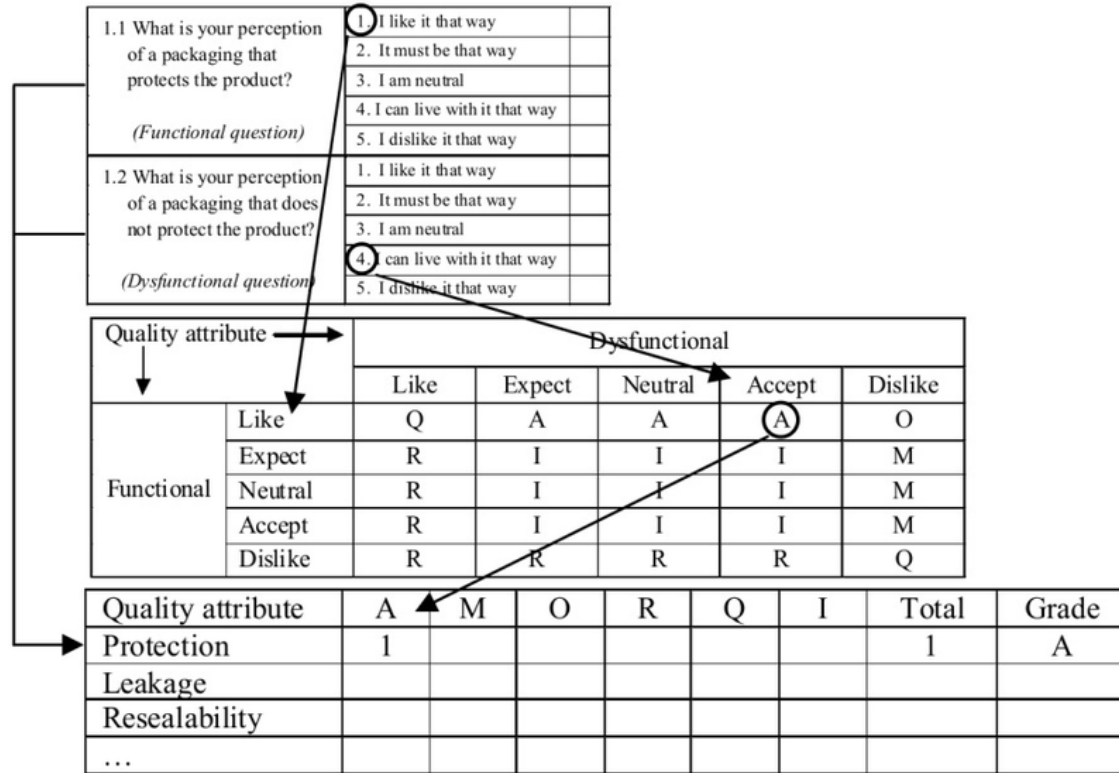 1.1 What is your perception
of a packaging that
protects the product?
(Functional question)
1. I like it that way
2. It must be that way
3. I am neutral
4. I can live with it that way
5. I dislike it that way
1.2 What is your perception
of a packaging that does
not protect the product?
(Dysfunctional question)
1. I like it that way
2. It must be that way
3. I am neutral
4. I can live with it that way
5. I dislike it that way
Quality attribute Dysfunctional
Like Expect Neutral Accept Dislike
Functional
Like Q A A A O
Expect R I I I M
Neutral R I I I M
Accept R I I I M
Dislike R R R R Q
Quality attribute A M O R Q I Total Grade
Protection 1 1 A
Leakage
Resealability
…